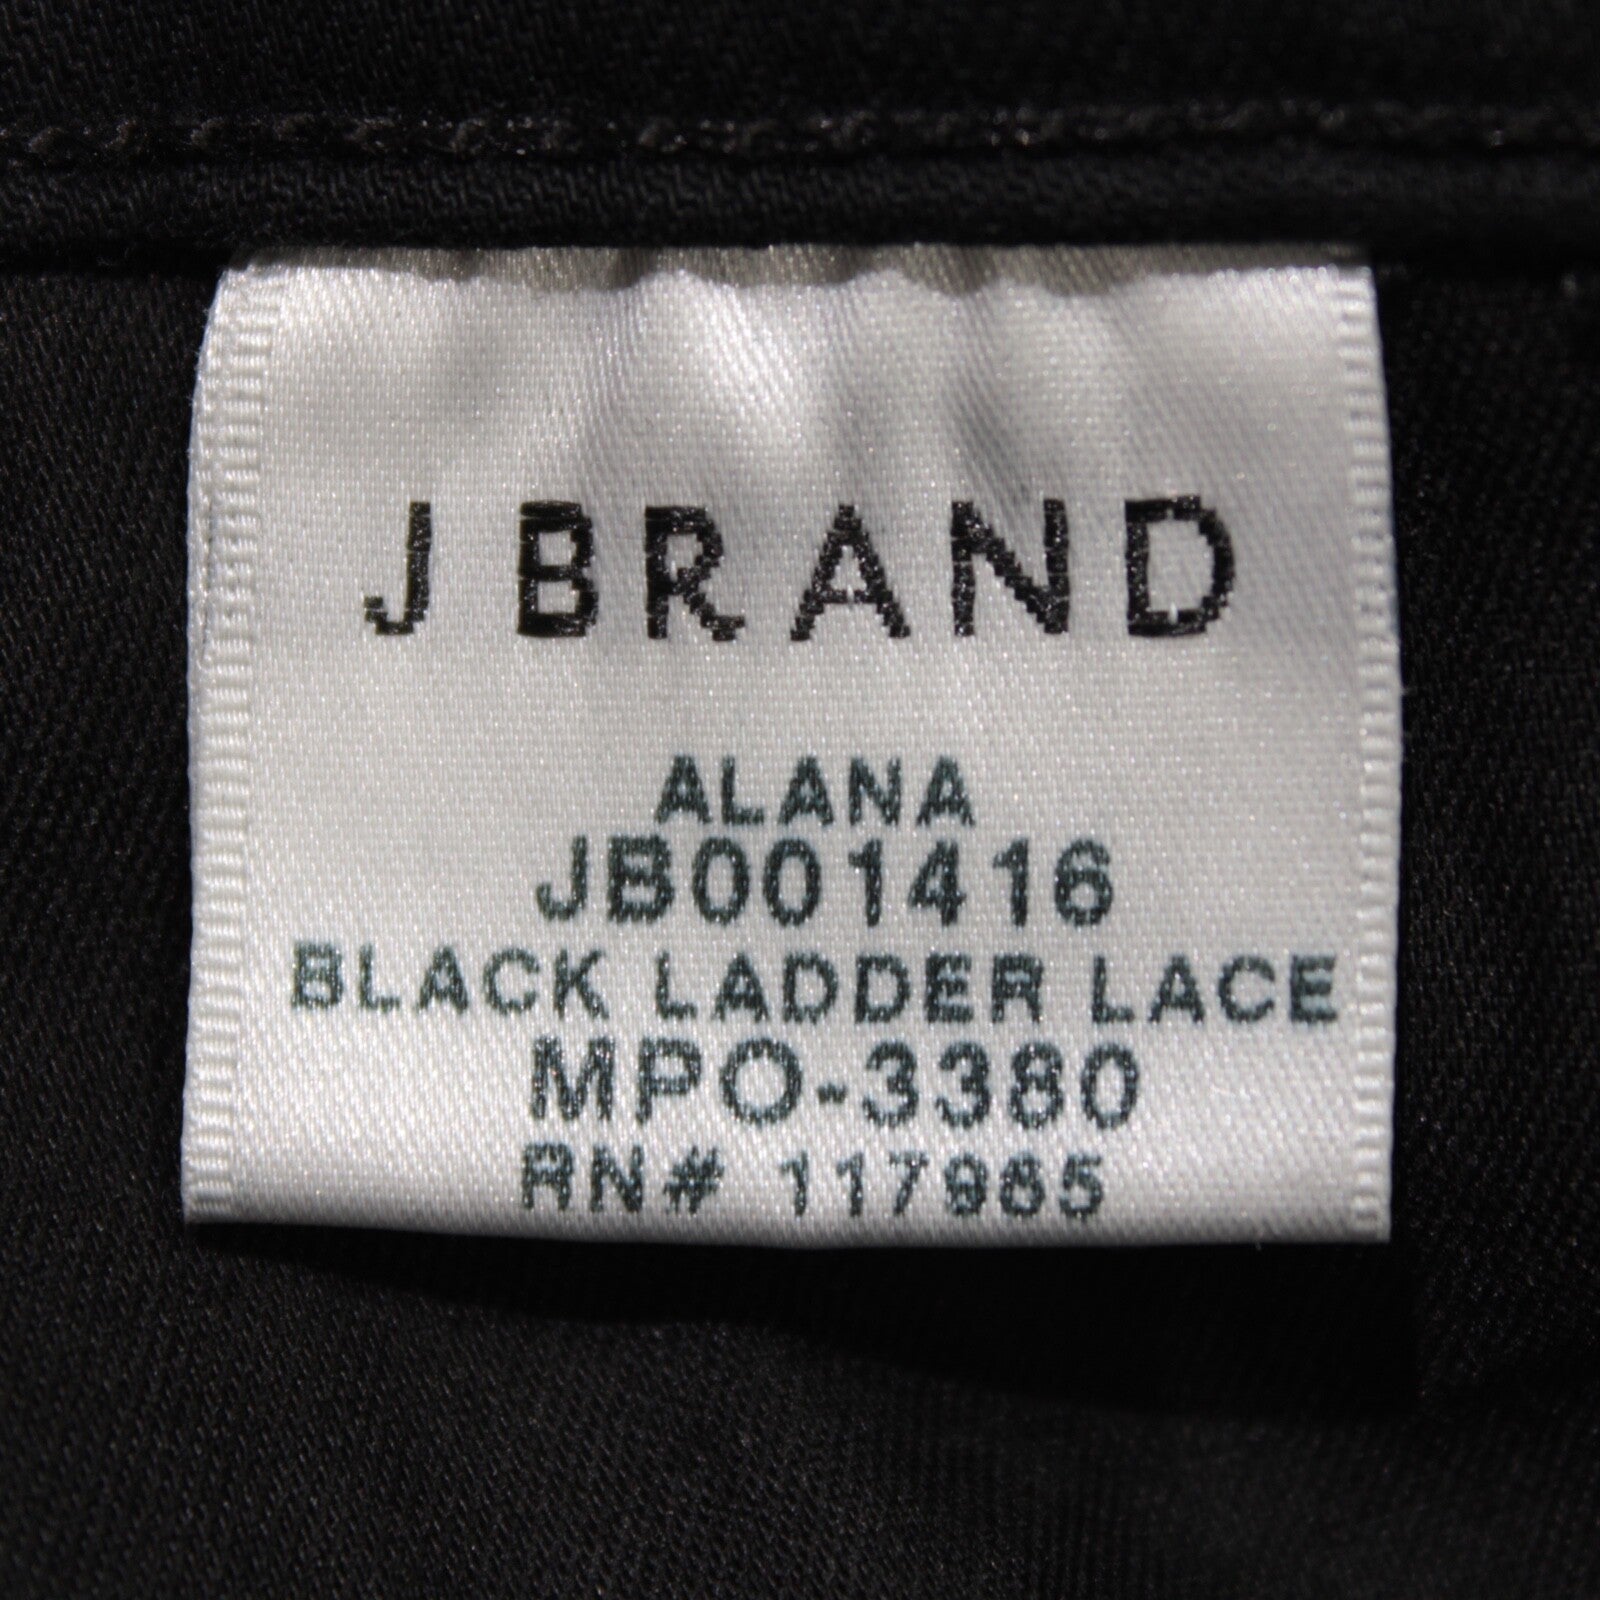 J BRAND
ALANA
JB001416
BLACK LADDER LACE
MPO-3380
RN# 117985